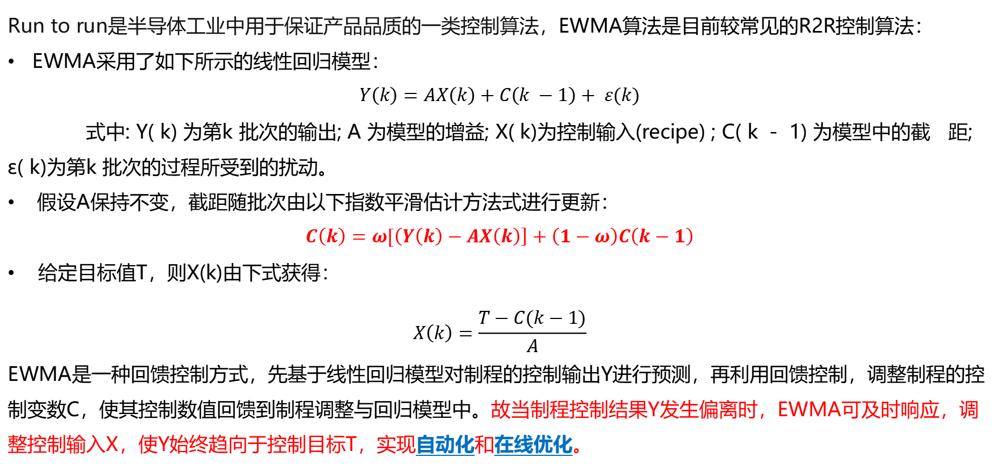 Run to run是半导体工业中用于保证产品品质的一类控制算法，EWMA算法是目前较常见的R2R控制算法：
• EWMA采用了如下所示的线性回归模型：
Y(k) = AX(k) + C(k − 1) + ε(k)
式中: Y( k) 为第k 批次的输出; A 为模型的增益; X( k)为控制输入(recipe) ; C( k － 1) 为模型中的截 距;
ε( k)为第k 批次的过程所受到的扰动。
• 假设A保持不变，截距随批次由以下指数平滑估计方法式进行更新：
C(k) = ω[(Y(k) − AX(k)] + (1 − ω)C(k − 1)
• 给定目标值T，则X(k)由下式获得：
X(k) = \frac{T − C(k − 1)}{A}
EWMA是一种回馈控制方式，先基于线性回归模型对制程的控制输出Y进行预测，再利用回馈控制，调整制程的控
制变数C，使其控制数值回馈到制程调整与回归模型中。故当制程控制结果Y发生偏离时，EWMA可及时响应，调
整控制输入X，使Y始终趋向于控制目标T，实现自动化和在线优化。